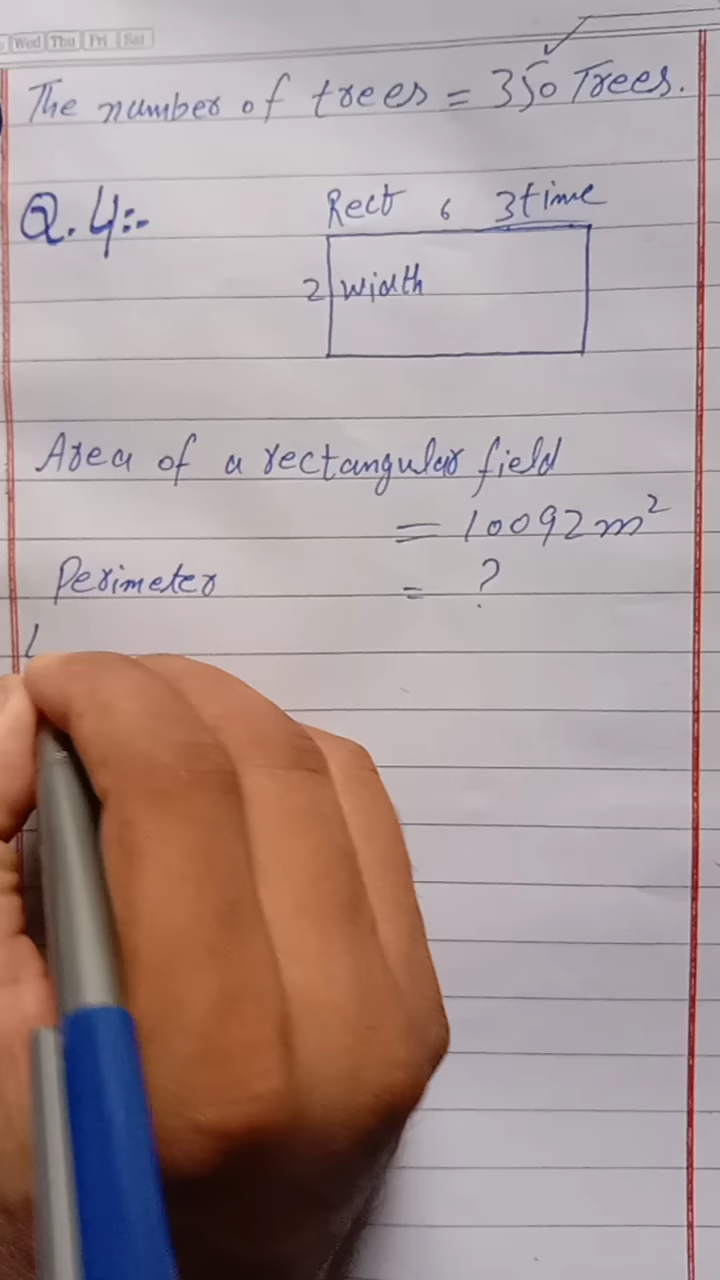 Wed Thu Fri Sat
The number of trees = 350 Trees.
Q.4:-
Rect 6 3time
2 width
Area of a rectangular field
= 10092 m²
Perimeter = ?